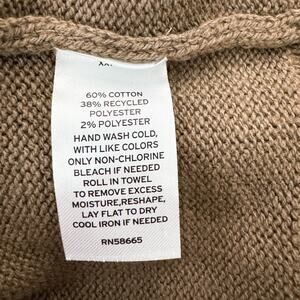 60% COTTON
38% RECYCLED
POLYESTER
2% POLYESTER
HAND WASH COLD,
WITH LIKE COLORS
ONLY NON-CHLORINE
BLEACH IF NEEDED
ROLL IN TOWEL
TO REMOVE EXCESS
MOISTURE,RESHAPE,
LAY FLAT TO DRY
COOL IRON IF NEEDED
RN58665